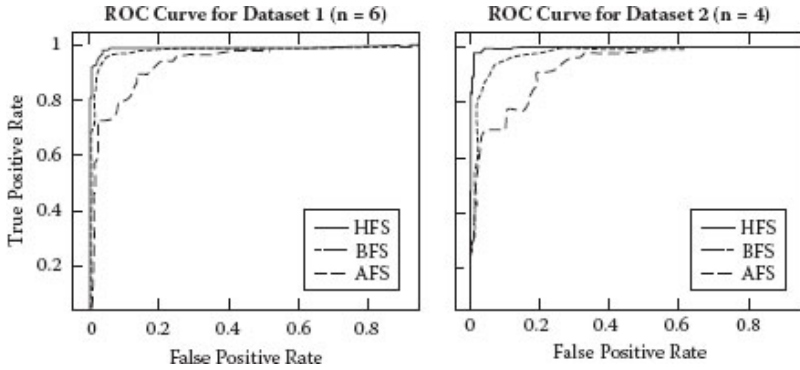 ROC Curve for Dataset 1 (n = 6)
1
0.8
0.6
0.4
0.2
True Positive Rate
HFS
BFS
AFS
0 0.2 0.4 0.6 0.8
False Positive Rate
ROC Curve for Dataset 2 (n = 4)
HFS
BFS
AFS
0 0.2 0.4 0.6 0.8
False Positive Rate